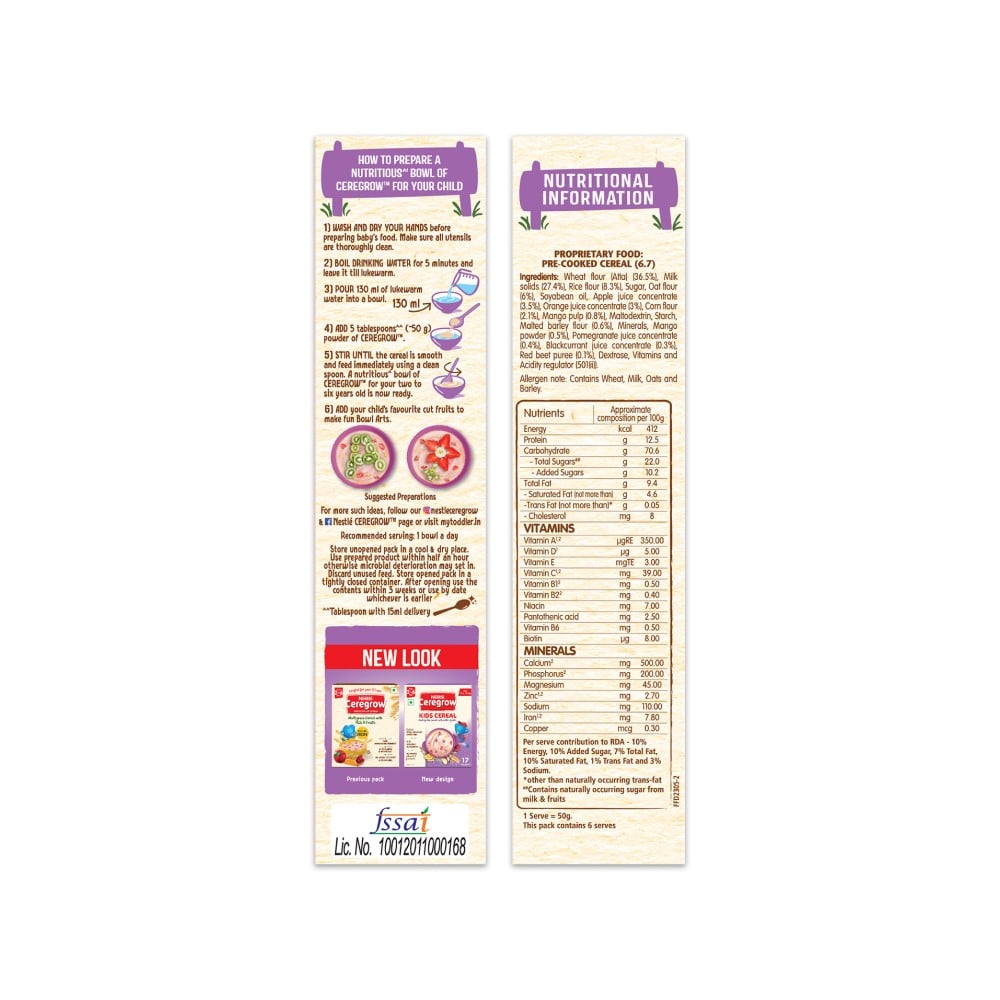 HOW TO PREPARE A
NUTRITIOUS^* BOWL OF
CEREGROW™ FOR YOUR CHILD
1) WASH AND DRY YOUR HANDS before
preparing baby's food. Make sure all utensils
are thoroughly clean.
2) BOIL DRINKING WATER for 5 minutes and
leave it till lukewarm.
3) POUR 130 ml of lukewarm
water into a bowl.
130 ml
4) ADD 5 tablespoons^^ (~50 g)
powder of CEREGROW™.
5) STIR UNTIL the cereal is smooth
and feed immediately using a clean
spoon. A nutritious^ bowl of
CEREGROW™ for your two to
six years old is now ready.
6) ADD your child's favourite cut fruits to
make fun Bowl Arts.
Suggested Preparations
For more such ideas, follow our nestleceregrow
& f Nestlé CEREGROW™ page or visit mytoddler.in
Recommended serving: 1 bowl a day
Store unopened pack in a cool & dry place.
Use prepared product within half an hour
otherwise microbial deterioration may set in.
Discard unused feed. Store opened pack in a
tightly closed container. After opening use the
contents within 3 weeks or use by date
whichever is earlier
^^Tablespoon with 15ml delivery
NEW LOOK
Nestlé
Ceregrow
Multigrain Cereal with
Milk & Fruits
Nestlé
Ceregrow
KIDS CEREAL
17
Previous pack
New design
fssai
Lic. No. 10012011000168
NUTRITIONAL
INFORMATION
PROPRIETARY FOOD:
PRE-COOKED CEREAL (6.7)
Ingredients: Wheat flour (Atta) (36.5%), Milk
solids (27.4%), Rice flour (8.3%), Sugar, Oat flour
(6%), Soyabean oil, Apple juice concentrate
(3.5%), Orange juice concentrate (3%), Corn flour
(2.1%), Mango pulp (0.8%), Maltodextrin, Starch,
Malted barley flour (0.6%), Minerals, Mango
powder (0.5%), Pomegranate juice concentrate
(0.4%), Blackcurrant juice concentrate (0.3%),
Red beet puree (0.1%), Dextrose, Vitamins and
Acidity regulator (501(ii)).
Allergen note: Contains Wheat, Milk, Oats and
Barley.
Nutrients Approximate
composition per 100g
Energy kcal 412
Protein g 12.5
Carbohydrate g 70.6
- Total Sugars## g 22.0
- Added Sugars g 10.2
Total Fat g 9.4
- Saturated Fat (not more than) g 4.6
-Trans Fat (not more than)* g 0.05
- Cholesterol mg 8
VITAMINS
Vitamin A1,2 µgRE 350.00
Vitamin D1 µg 5.00
Vitamin E mgTE 3.00
Vitamin C1,2 mg 39.00
Vitamin B1² mg 0.50
Vitamin B2² mg 0.40
Niacin mg 7.00
Pantothenic acid mg 2.50
Vitamin B6 mg 0.50
Biotin µg 8.00
MINERALS
Calcium² mg 500.00
Phosphorus² mg 200.00
Magnesium mg 45.00
Zinc1,2 mg 2.70
Sodium mg 110.00
Iron1,2 mg 7.80
Copper mcg 0.30
Per serve contribution to RDA - 10%
Energy, 10% Added Sugar, 7% Total Fat,
10% Saturated Fat, 1% Trans Fat and 3%
Sodium.
*other than naturally occurring trans-fat
##Contains naturally occurring sugar from
milk & fruits
FFD2305-2
1 Serve = 50g.
This pack contains 6 serves